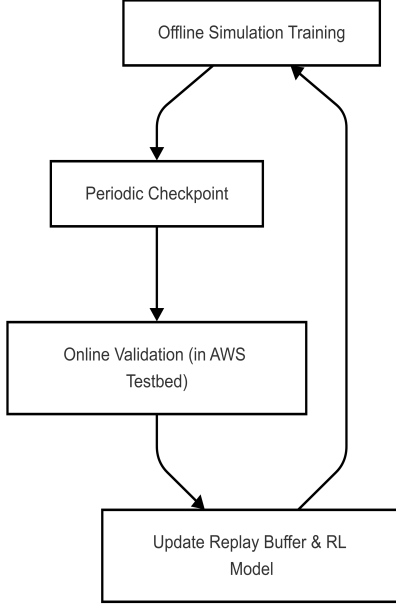 Offline Simulation Training
Periodic Checkpoint
Online Validation (in AWS
Testbed)
Update Replay Buffer & RL
Model